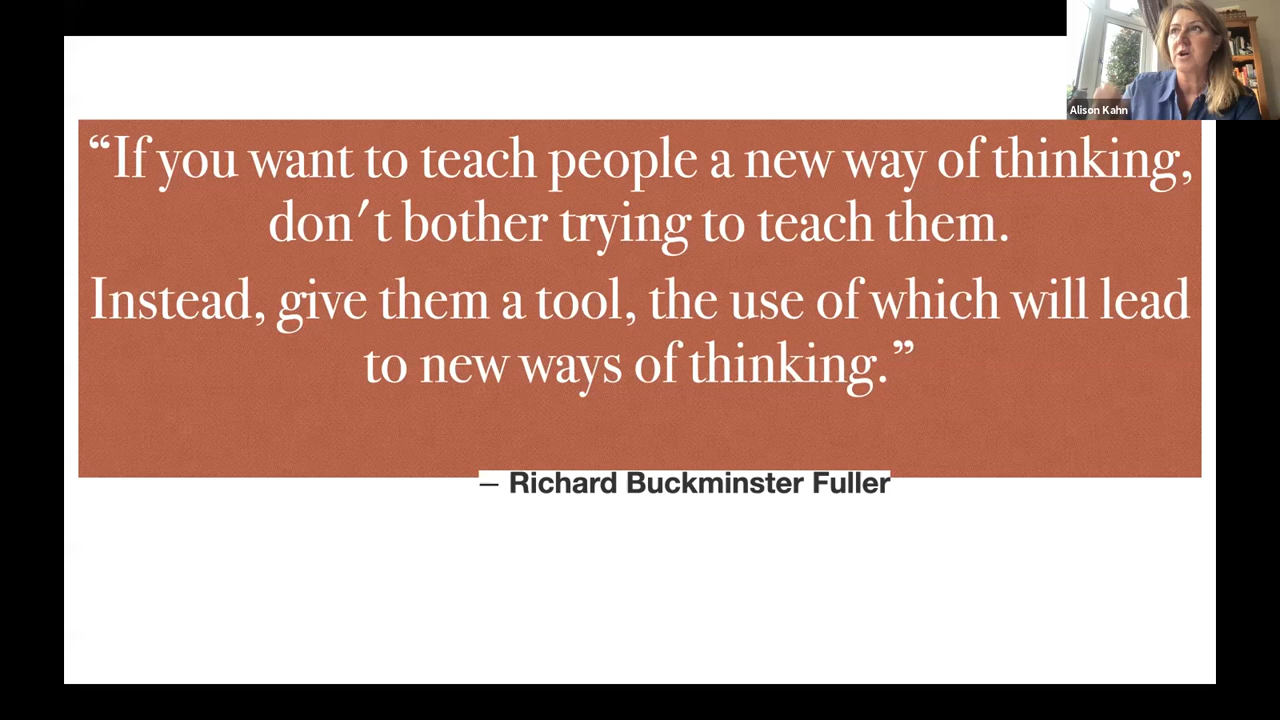 Alison Kahn
“If you want to teach people a new way of thinking,
don′t bother trying to teach them.
Instead, give them a tool, the use of which will lead
to new ways of thinking.”
– Richard Buckminster Fuller